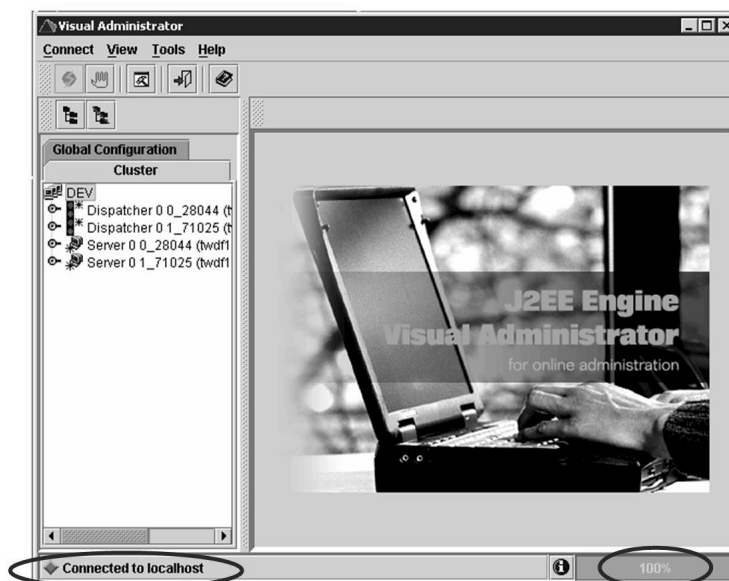 Visual Administrator
Connect View Tools Help
Global Configuration
Cluster
DEV
Dispatcher 0 0_28044 (t
Dispatcher 0 1_71025 (t
Server 0 0_28044 (twdf1
Server 0 1_71025 (twdf1
J2EE Engine
Visual Administrator
for online administration
Connected to localhost
100%